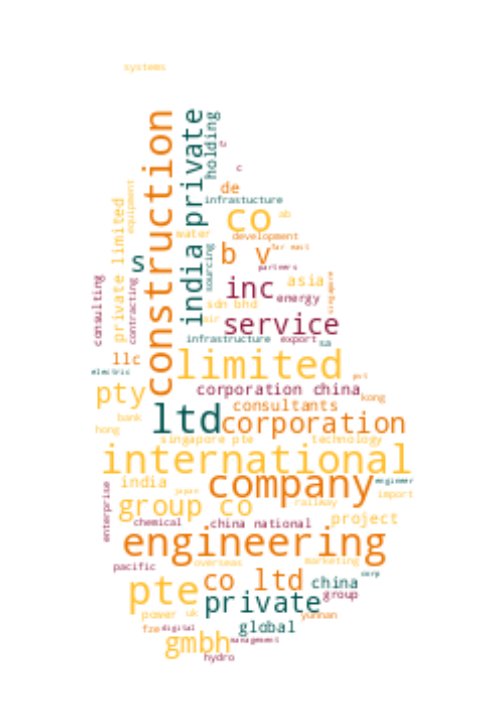 systems
construction
india private
holding
u
c
de
infrastucture
equipment
private limited
co
ab
water
development
far east
b v
sourcing
s
partners
consulting
contracting
inc
asia
singapore
energy
sdn bhd
air
service
infrastructure
export
sa
llc
limited
electric
pvt
pty
corporation china
kong
consultants
ltd
corporation
bank
hong
singapore pte
technology
international
india
company
engineer
japan
import
enterprise
group co
railway
chemical
china national
project
engineering
pacific
overseas
marketing
corp
pte
co ltd
china
private
group
power
uk
yunnan
fze
digital
global
gmbh
management
hydro